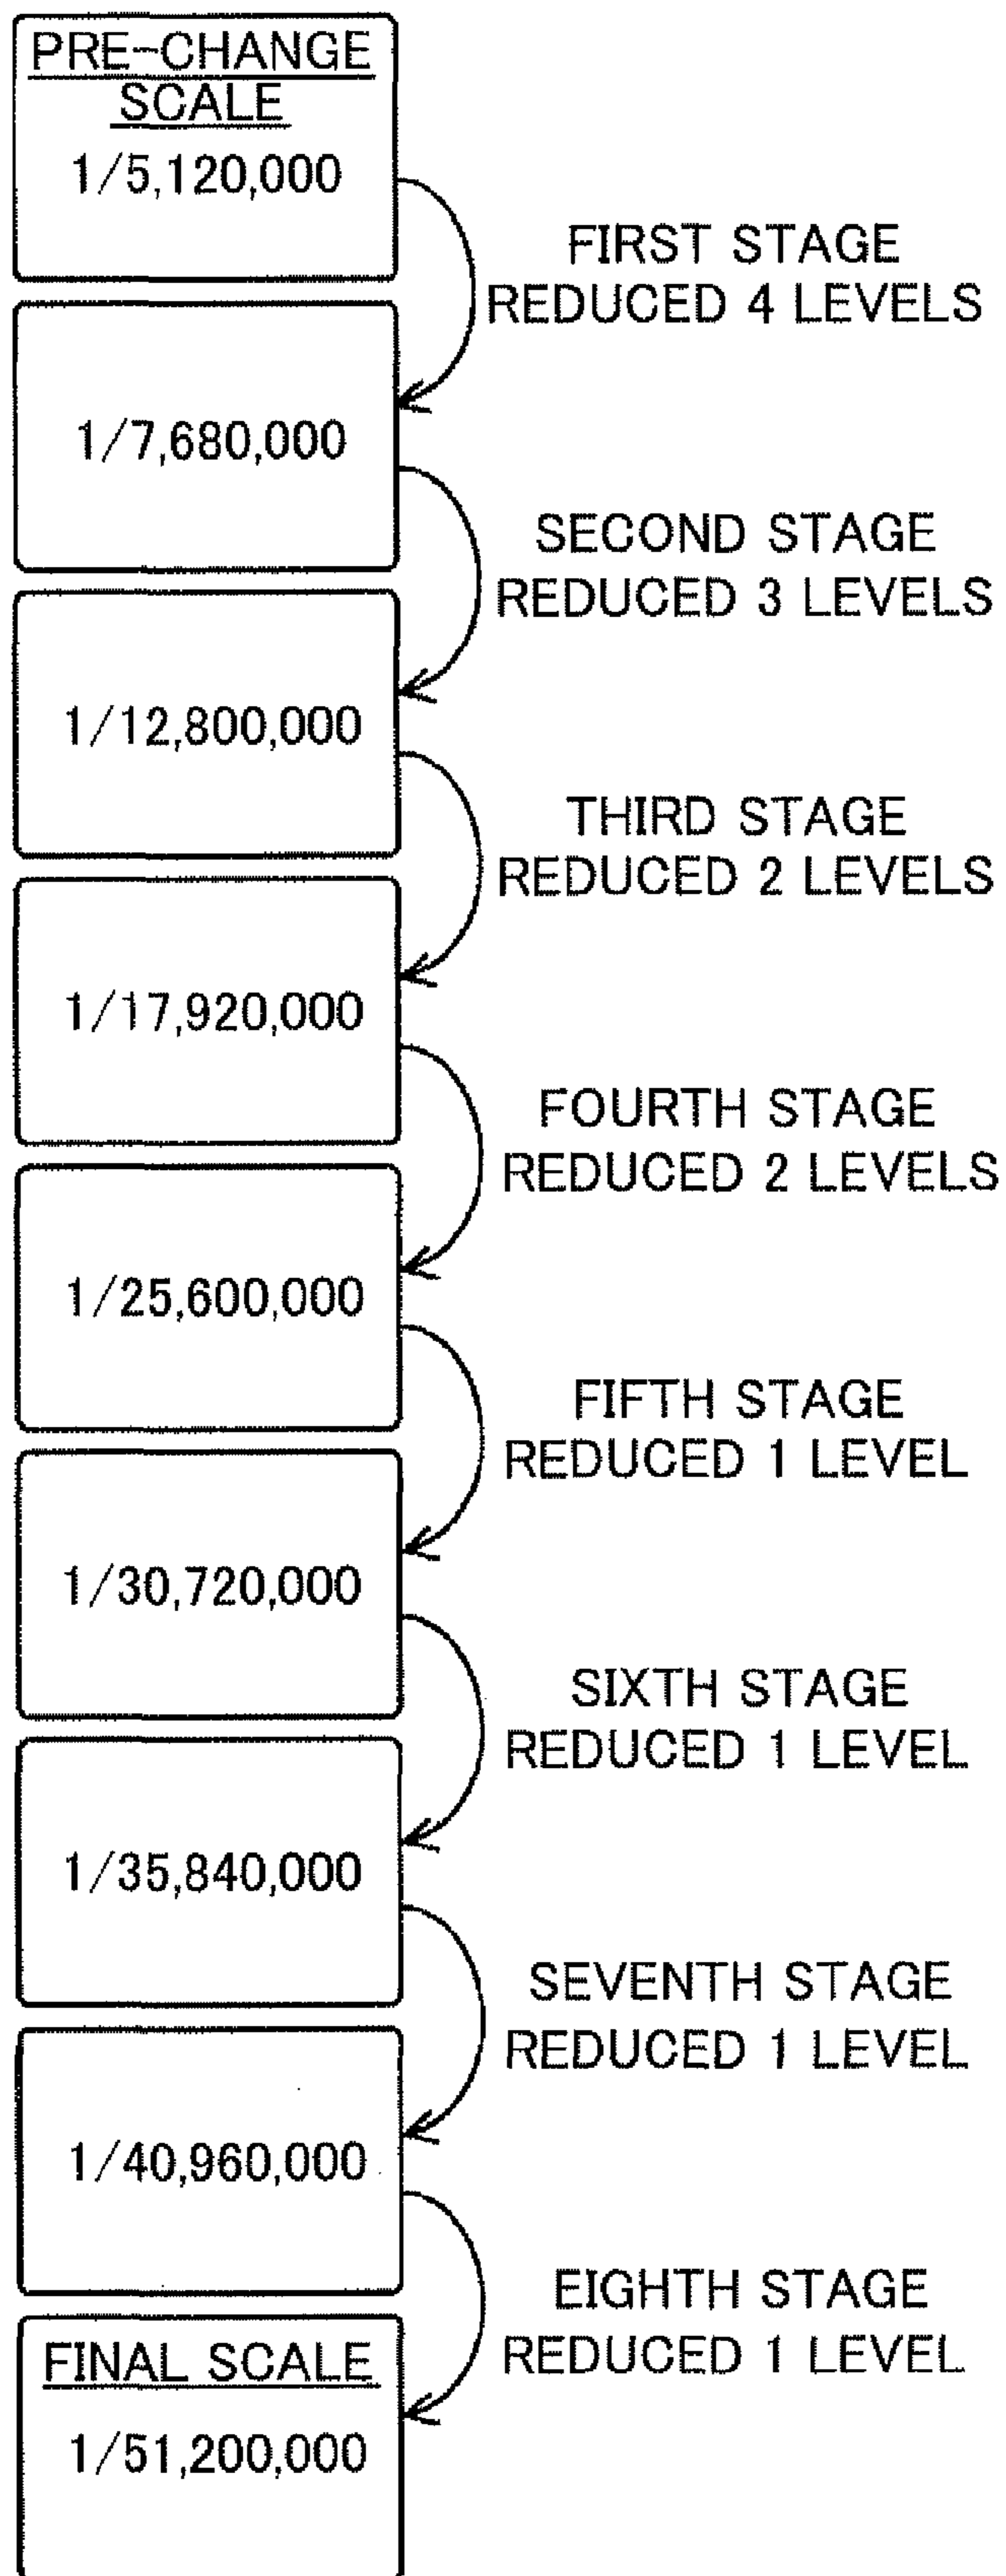 PRE-CHANGE
SCALE
1/5,120,000
FIRST STAGE
REDUCED 4 LEVELS
1/7,680,000
SECOND STAGE
REDUCED 3 LEVELS
1/12,800,000
THIRD STAGE
REDUCED 2 LEVELS
1/17,920,000
FOURTH STAGE
REDUCED 2 LEVELS
1/25,600,000
FIFTH STAGE
REDUCED 1 LEVEL
1/30,720,000
SIXTH STAGE
REDUCED 1 LEVEL
1/35,840,000
SEVENTH STAGE
REDUCED 1 LEVEL
1/40,960,000
EIGHTH STAGE
REDUCED 1 LEVEL
FINAL SCALE
1/51,200,000